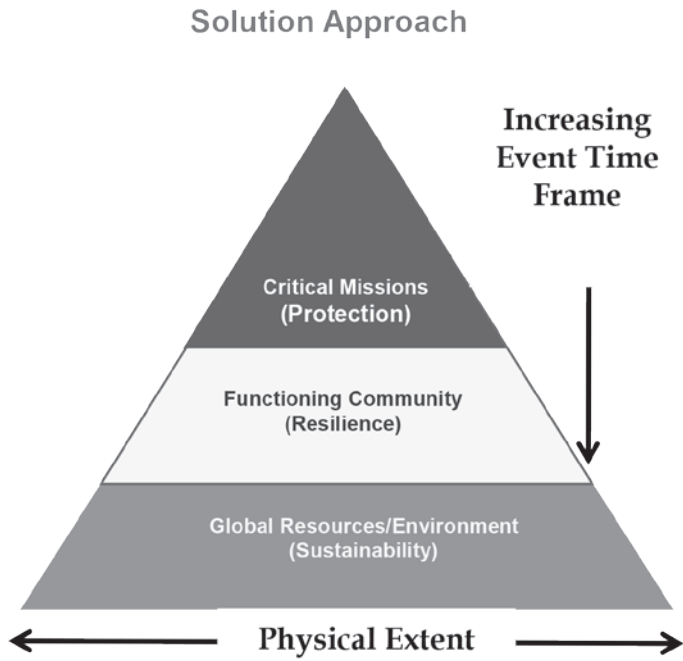 Solution Approach
Increasing
Event Time
Frame
Critical Missions
(Protection)
Functioning Community
(Resilience)
Global Resources/Environment
(Sustainability)
Physical Extent